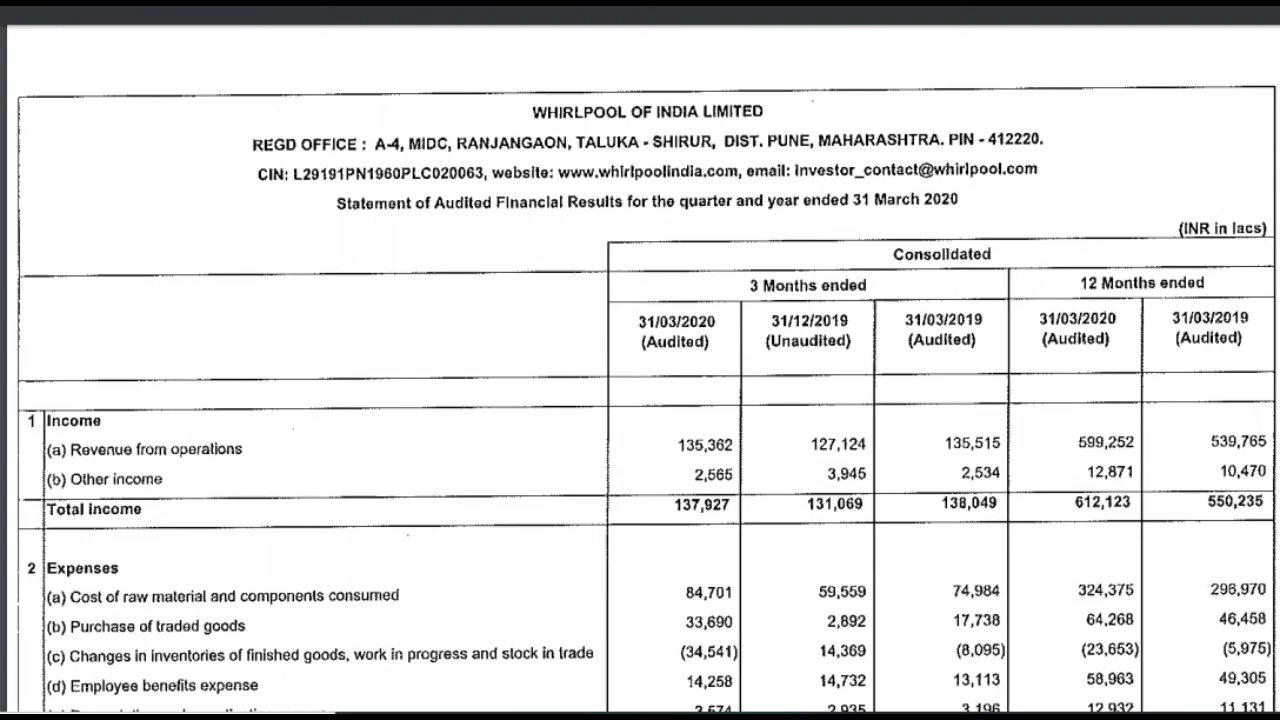 WHIRLPOOL OF INDIA LIMITED
REGD OFFICE : A-4, MIDC, RANJANGAON, TALUKA - SHIRUR, DIST. PUNE, MAHARASHTRA. PIN - 412220.
CIN: L29191PN1960PLC020063, website: www.whirlpoolindia.com, email: investor_contact@whirlpool.com
Statement of Audited Financial Results for the quarter and year ended 31 March 2020
(INR in lacs)
Consolidated
3 Months ended 12 Months ended
31/03/2020 31/12/2019 31/03/2019 31/03/2020 31/03/2019
(Audited) (Unaudited) (Audited) (Audited) (Audited)
1 Income
(a) Revenue from operations 135,362 127,124 135,515 599,252 539,765
(b) Other income 2,565 3,945 2,534 12,871 10,470
Total income 137,927 131,069 138,049 612,123 550,235
2 Expenses
(a) Cost of raw material and components consumed 84,701 59,559 74,984 324,375 296,970
(b) Purchase of traded goods 33,690 2,892 17,738 64,268 46,458
(c) Changes in inventories of finished goods, work in progress and stock in trade (34,541) 14,369 (8,095) (23,653) (5,975)
(d) Employee benefits expense 14,258 14,732 13,113 58,963 49,305
2,935 3,196 12,932 11,131